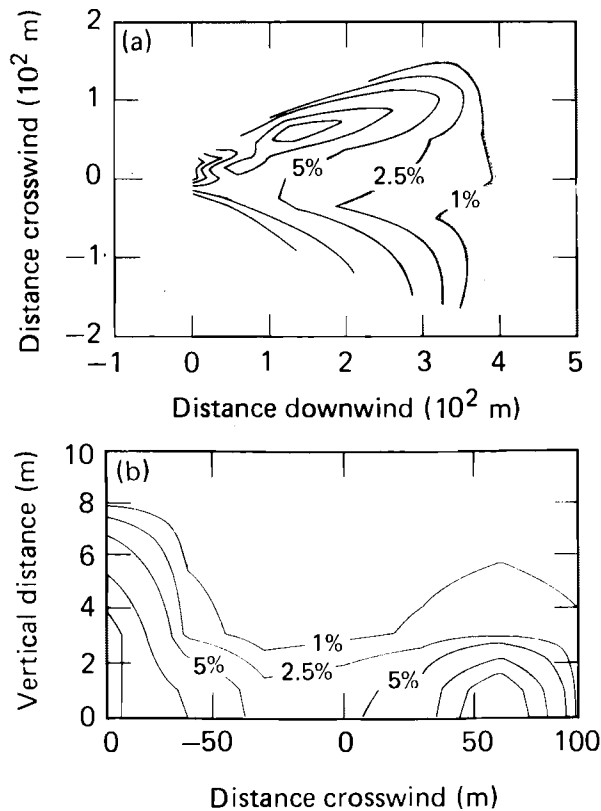 (a)
Distance crosswind (10² m)
2
1
0
−1
−2
5%
2.5%
1%
−1 0 1 2 3 4 5
Distance downwind (10² m)
(b)
Vertical distance (m)
10
8
6
4
2
0
1%
5% 2.5% 5%
0 −50 0 50 100
Distance crosswind (m)